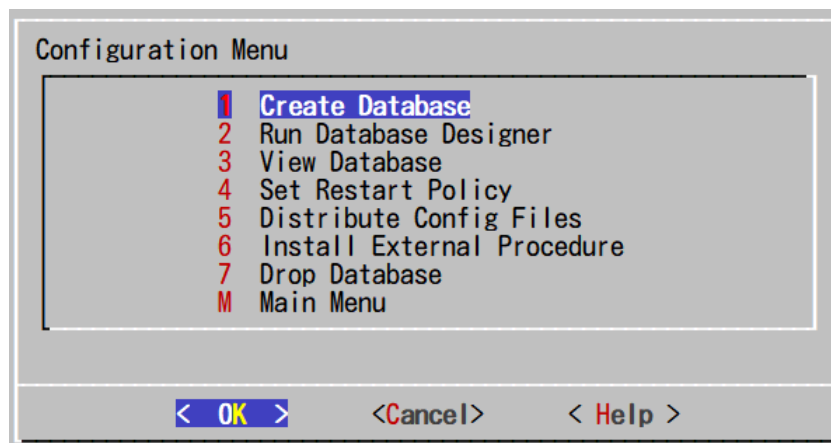 Configuration Menu
1 Create Database
2 Run Database Designer
3 View Database
4 Set Restart Policy
5 Distribute Config Files
6 Install External Procedure
7 Drop Database
M Main Menu
< OK > <Cancel> < Help >